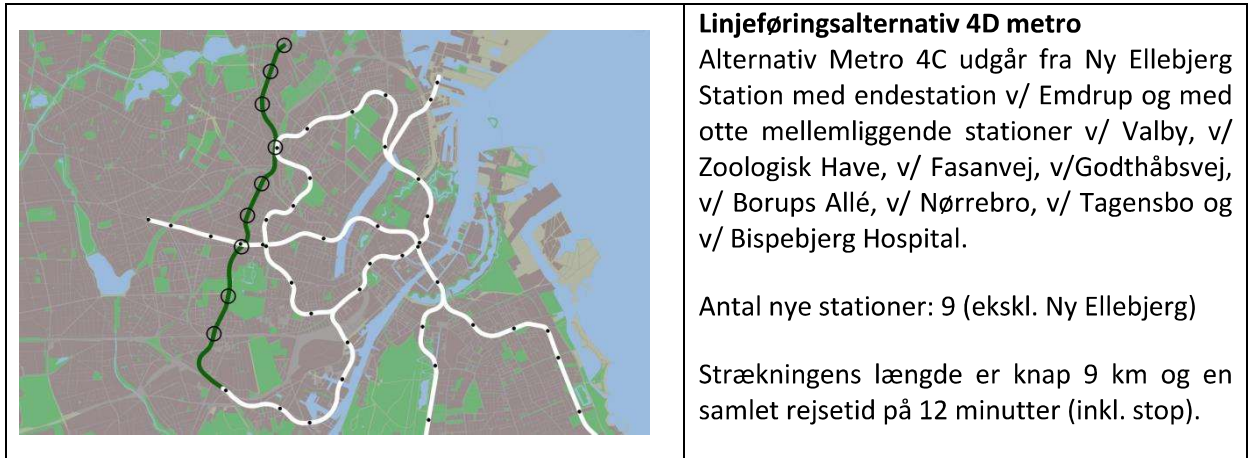 Linjeføringsalternativ 4D metro
Alternativ Metro 4C udgår fra Ny Ellebjerg
Station med endestation v/ Emdrup og med
otte mellemliggende stationer v/ Valby, v/
Zoologisk Have, v/ Fasanvej, v/Godthåbsvej,
v/ Borups Allé, v/ Nørrebro, v/ Tagensbo og
v/ Bispebjerg Hospital.
Antal nye stationer: 9 (ekskl. Ny Ellebjerg)
Strækningens længde er knap 9 km og en
samlet rejsetid på 12 minutter (inkl. stop).